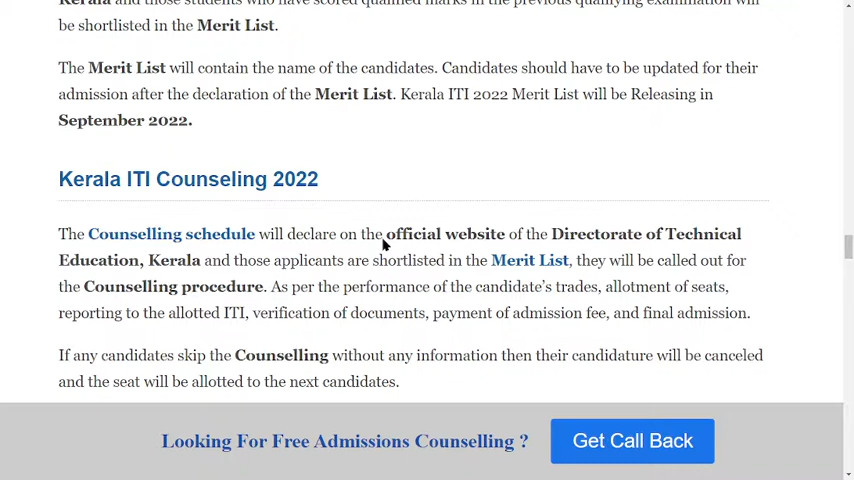 Kerala and those students who have scored qualified marks in the previous qualifying examination will
be shortlisted in the Merit List.
The Merit List will contain the name of the candidates. Candidates should have to be updated for their
admission after the declaration of the Merit List. Kerala ITI 2022 Merit List will be Releasing in
September 2022.
Kerala ITI Counseling 2022
The Counselling schedule will declare on the official website of the Directorate of Technical
Education, Kerala and those applicants are shortlisted in the Merit List, they will be called out for
the Counselling procedure. As per the performance of the candidate's trades, allotment of seats,
reporting to the allotted ITI, verification of documents, payment of admission fee, and final admission.
If any candidates skip the Counselling without any information then their candidature will be canceled
and the seat will be allotted to the next candidates.
Looking For Free Admissions Counselling ?
Get Call Back